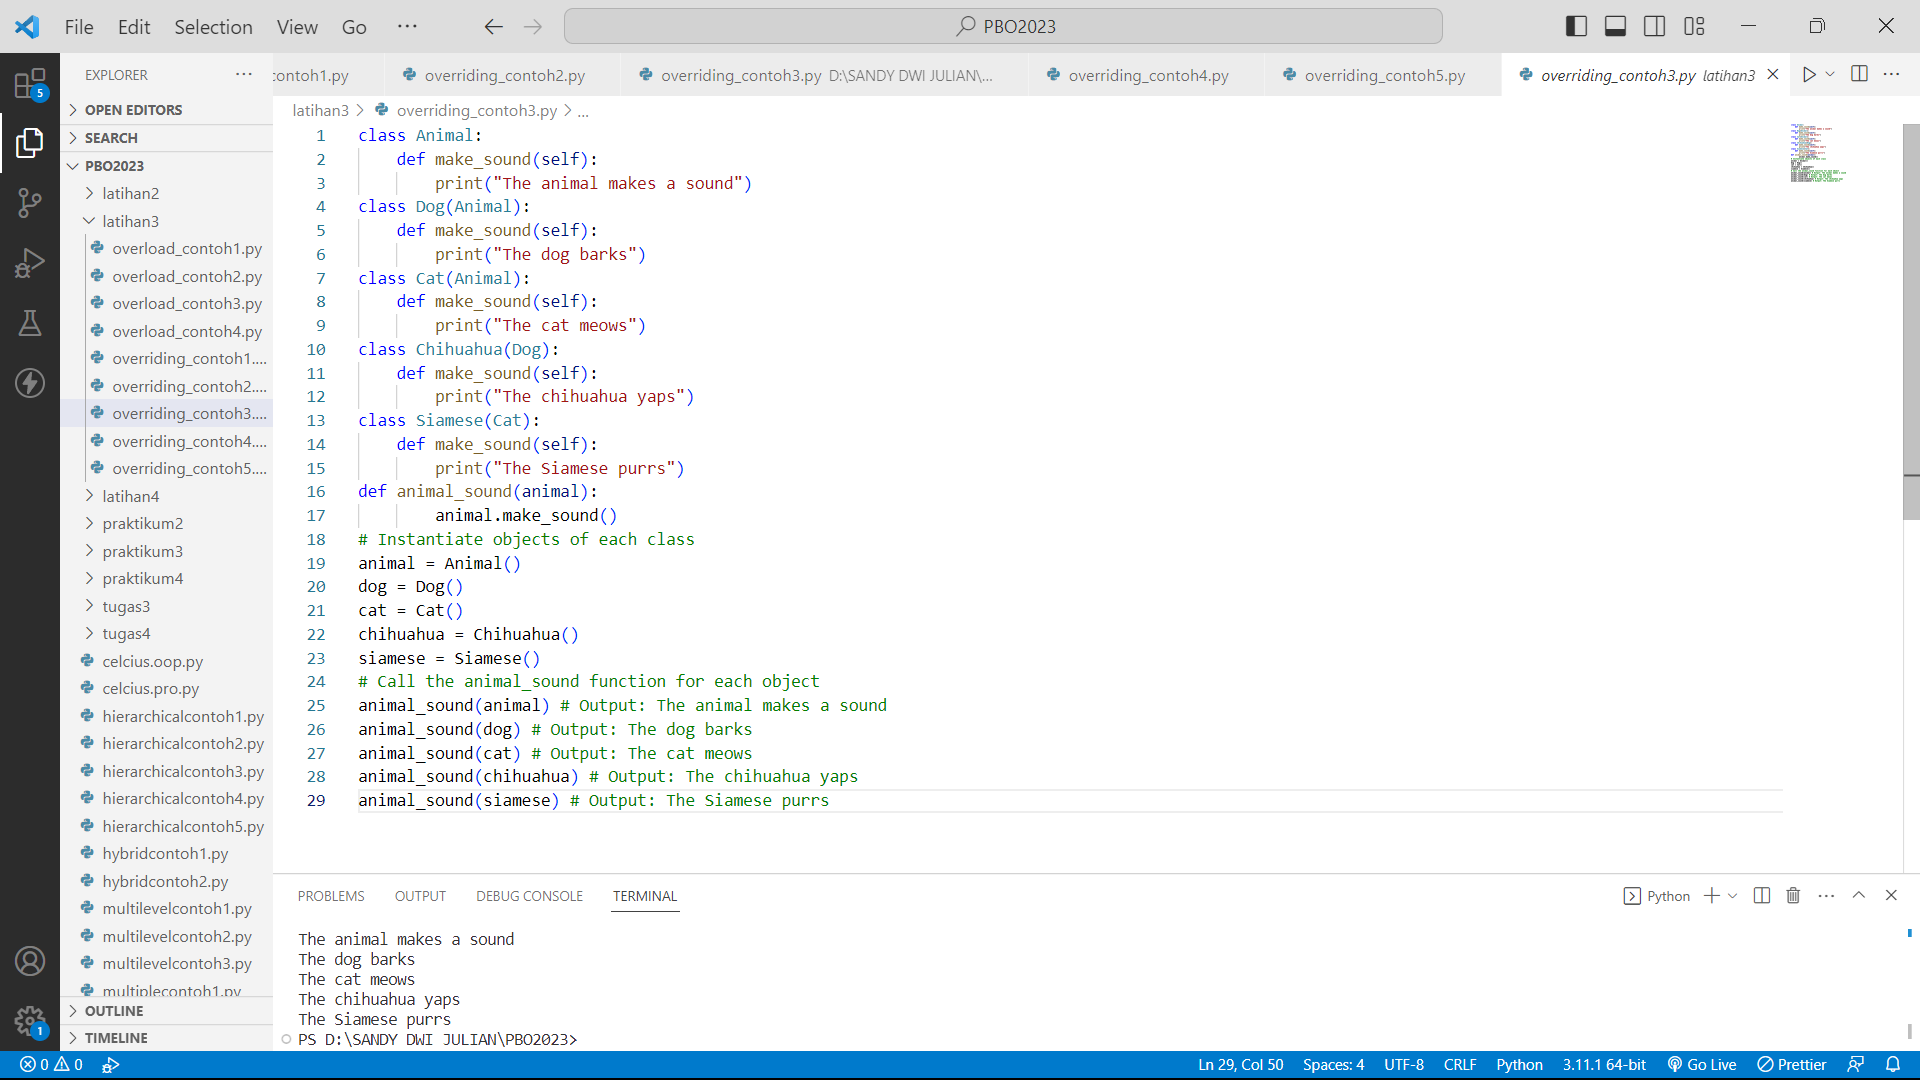 File Edit Selection View Go ··· PBO2023
EXPLORER ···
contoh1.py overriding_contoh2.py overriding_contoh3.py D:\SANDY DWI JULIAN\... overriding_contoh4.py overriding_contoh5.py overriding_contoh3.py latihan3
latihan3 > overriding_contoh3.py > ...
5
OPEN EDITORS
SEARCH
PBO2023
latihan2
latihan3
overload_contoh1.py
overload_contoh2.py
overload_contoh3.py
overload_contoh4.py
overriding_contoh1....
overriding_contoh2....
overriding_contoh3....
overriding_contoh4....
overriding_contoh5....
latihan4
praktikum2
praktikum3
praktikum4
tugas3
tugas4
celcius.oop.py
celcius.pro.py
hierarchicalcontoh1.py
hierarchicalcontoh2.py
hierarchicalcontoh3.py
hierarchicalcontoh4.py
hierarchicalcontoh5.py
hybridcontoh1.py
hybridcontoh2.py
multilevelcontoh1.py
multilevelcontoh2.py
multilevelcontoh3.py
multiplecontoh1.py
OUTLINE
TIMELINE
1
1 class Animal:
2     def make_sound(self):
3         print("The animal makes a sound")
4 class Dog(Animal):
5     def make_sound(self):
6         print("The dog barks")
7 class Cat(Animal):
8     def make_sound(self):
9         print("The cat meows")
10 class Chihuahua(Dog):
11     def make_sound(self):
12         print("The chihuahua yaps")
13 class Siamese(Cat):
14     def make_sound(self):
15         print("The Siamese purrs")
16 def animal_sound(animal):
17         animal.make_sound()
18 # Instantiate objects of each class
19 animal = Animal()
20 dog = Dog()
21 cat = Cat()
22 chihuahua = Chihuahua()
23 siamese = Siamese()
24 # Call the animal_sound function for each object
25 animal_sound(animal) # Output: The animal makes a sound
26 animal_sound(dog) # Output: The dog barks
27 animal_sound(cat) # Output: The cat meows
28 animal_sound(chihuahua) # Output: The chihuahua yaps
29 animal_sound(siamese) # Output: The Siamese purrs
PROBLEMS OUTPUT DEBUG CONSOLE TERMINAL Python
The animal makes a sound
The dog barks
The cat meows
The chihuahua yaps
The Siamese purrs
PS D:\SANDY DWI JULIAN\PBO2023>
0 0 Ln 29, Col 50 Spaces: 4 UTF-8 CRLF Python 3.11.1 64-bit Go Live Prettier